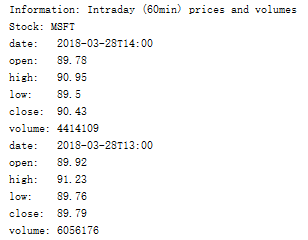 Information: Intraday (60min) prices and volumes
Stock: MSFT
date:   2018-03-28T14:00
open:   89.78
high:   90.95
low:    89.5
close:  90.43
volume: 4414109
date:   2018-03-28T13:00
open:   89.92
high:   91.23
low:    89.76
close:  89.79
volume: 6056176